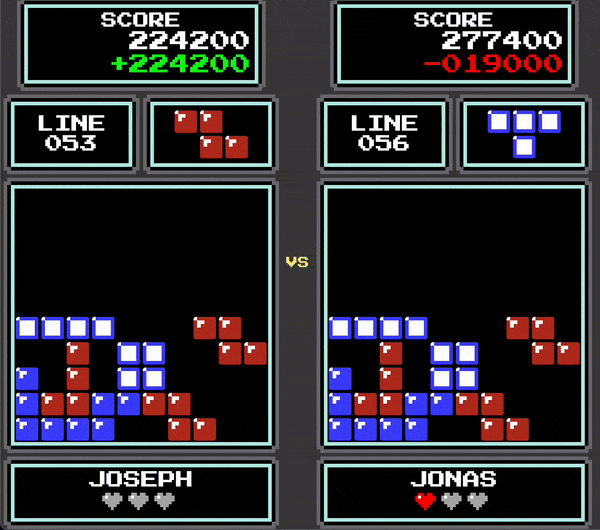 SCORE
224200
+224200
SCORE
277400
-019000
LINE
053
LINE
056
VS
JOSEPH
JONAS